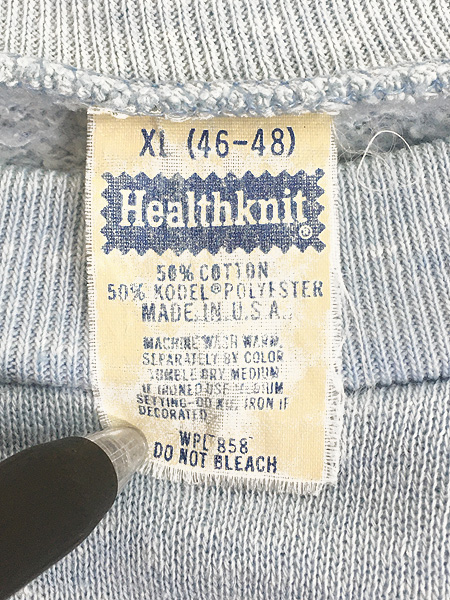 XL (46-48)
Healthknit®
50% COTTON
50% KODEL® POLYESTER
MADE IN U.S.A.
MACHINE WASH WARM,
SEPARATELY BY COLOR
TUMBLE DRY MEDIUM
IF IRONED USE MEDIUM
SETTING-DO NOT IRON IF
DECORATED
WPL 858
DO NOT BLEACH